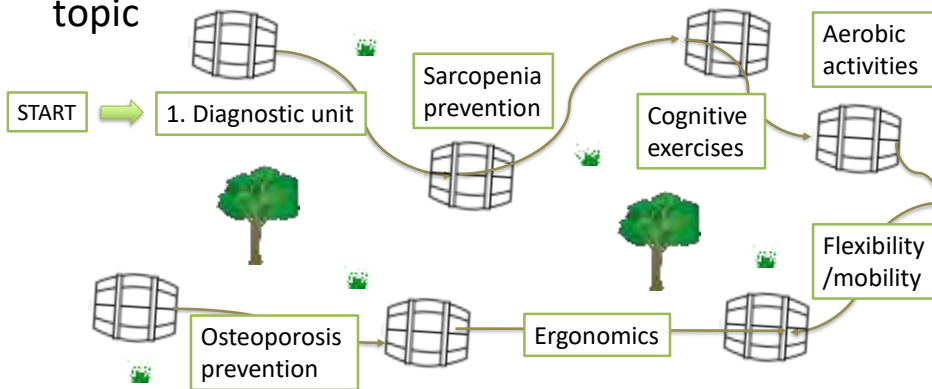 topic
START
1. Diagnostic unit
Sarcopenia
prevention
Cognitive
exercises
Aerobic
activities
Flexibility
/mobility
Ergonomics
Osteoporosis
prevention